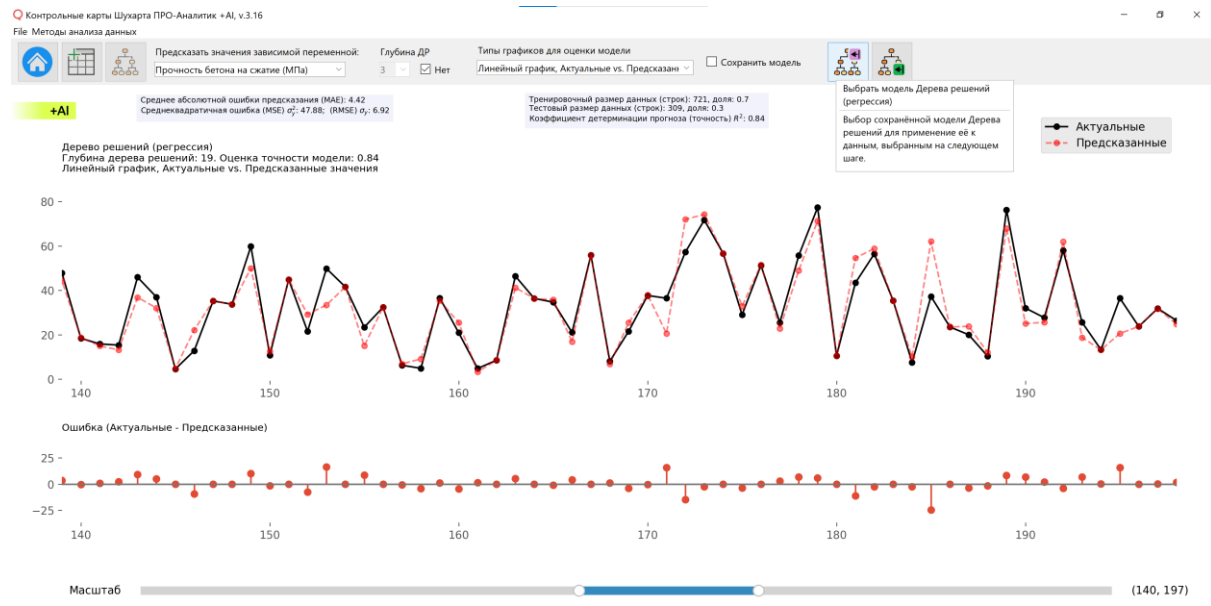 Контрольные карты Шухарта ПРО-Аналитик +AI, v.3.16
File Методы анализа данных
Предсказать значения зависимой переменной:
Прочность бетона на сжатие (МПа)
Глубина ДР
3
Нет
Типы графиков для оценки модели
Линейный график, Актуальные vs. Предсказанн
Сохранить модель
Выбрать модель Дерева решений
(регрессия)
Выбор сохранённой модели Дерева
решений для применение её к
данным, выбранным на следующем
шаге.
+AI
Среднее абсолютной ошибки предсказания (MAE): 4.42
Среднеквадратичная ошибка (MSE) σ²ᵧ: 47.88; (RMSE) σᵧ: 6.92
Тренировочный размер данных (строк): 721, доля: 0.7
Тестовый размер данных (строк): 309, доля: 0.3
Коэффициент детерминации прогноза (точность) R²: 0.84
Актуальные
Предсказанные
Дерево решений (регрессия)
Глубина дерева решений: 19. Оценка точности модели: 0.84
Линейный график, Актуальные vs. Предсказанные значения
80
60
40
20
0
140 150 160 170 180 190
Ошибка (Актуальные - Предсказанные)
25
0
−25
140 150 160 170 180 190
Масштаб
(140, 197)